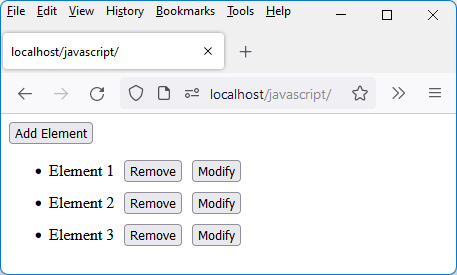 File Edit View History Bookmarks Tools Help
localhost/javascript/
localhost/javascript/
Add Element
Element 1 Remove Modify
Element 2 Remove Modify
Element 3 Remove Modify